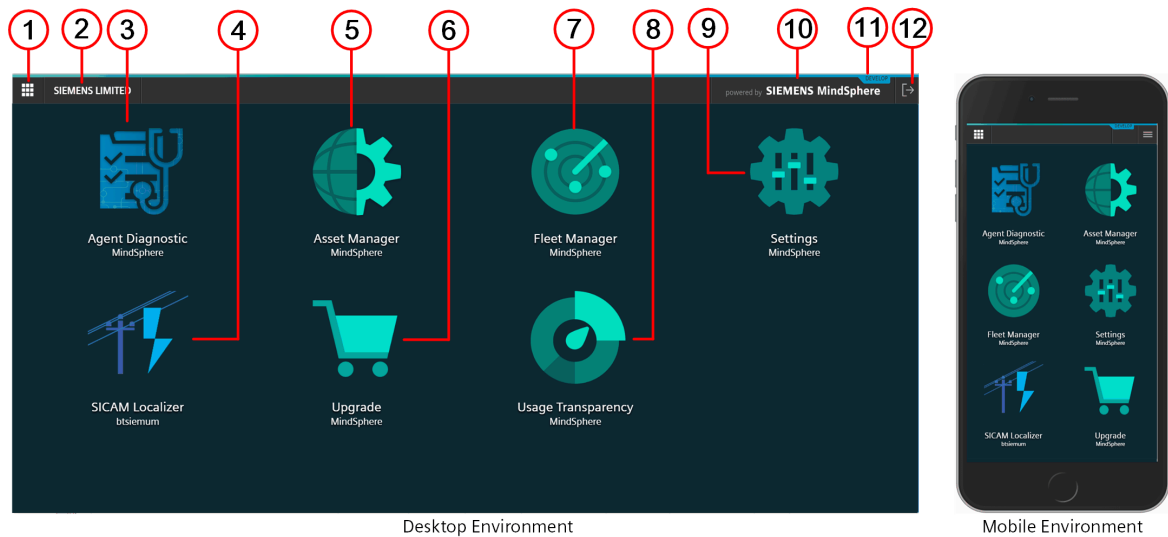 1 2 3 4 5 6 7 8 9 10 11 12
SIEMENS LIMITED
powered by SIEMENS MindSphere
DEVELOP
Agent Diagnostic
MindSphere
Asset Manager
MindSphere
Fleet Manager
MindSphere
Settings
MindSphere
SICAM Localizer
btsiemum
Upgrade
MindSphere
Usage Transparency
MindSphere
Desktop Environment
DEVELOP
Agent Diagnostic
MindSphere
Asset Manager
MindSphere
Fleet Manager
MindSphere
Settings
MindSphere
SICAM Localizer
btsiemum
Upgrade
MindSphere
Mobile Environment